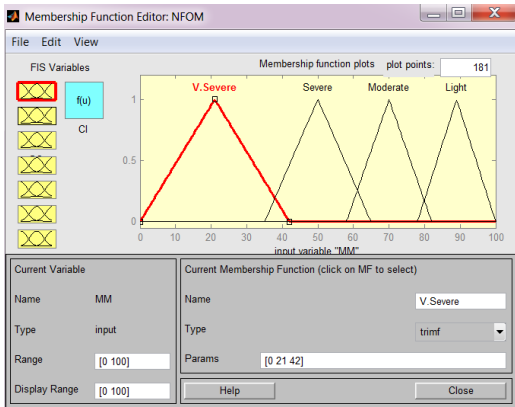 Membership Function Editor: NFOM
File Edit View
FIS Variables
f(u)
CI
Membership function plots plot points: 181
V.Severe Severe Moderate Light
1
0.5
0
0 10 20 30 40 50 60 70 80 90 100
input variable "MM"
Current Variable
Name MM
Type input
Range [0 100]
Display Range [0 100]
Current Membership Function (click on MF to select)
Name V.Severe
Type trimf
Params [0 21 42]
Help Close